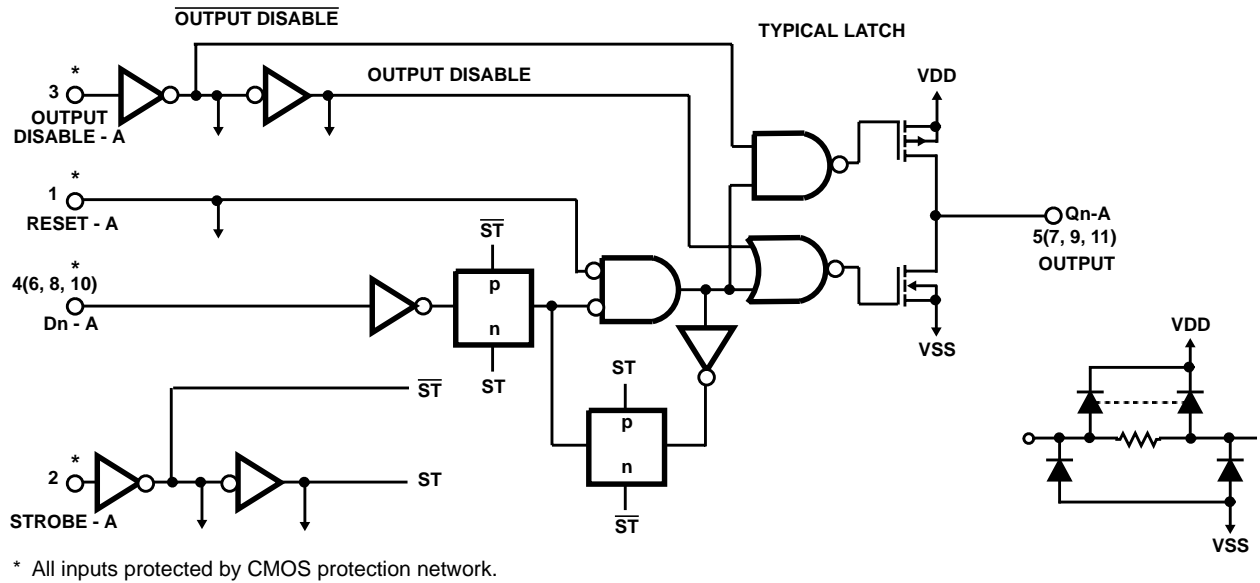 OUTPUT DISABLE
TYPICAL LATCH
*
3
OUTPUT
DISABLE - A
OUTPUT DISABLE
VDD
*
1
RESET - A
ST
Qn-A
5(7, 9, 11)
OUTPUT
*
4(6, 8, 10)
Dn - A
p
n
ST
VSS
VDD
ST
ST
p
n
*
2
STROBE - A
ST
ST
VSS
* All inputs protected by CMOS protection network.